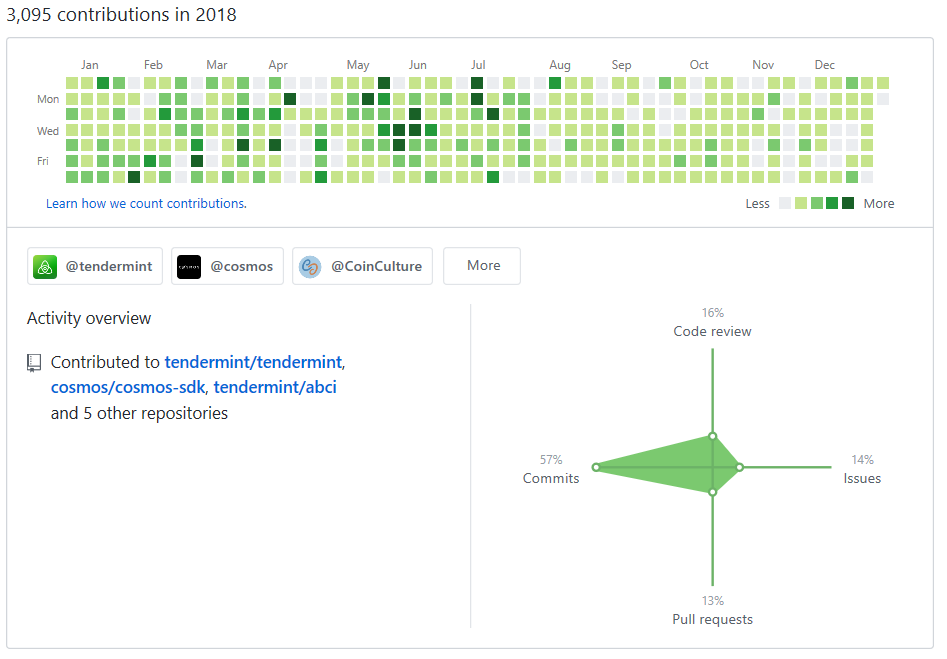 3,095 contributions in 2018
Jan Feb Mar Apr May Jun Jul Aug Sep Oct Nov Dec
Mon
Wed
Fri
Learn how we count contributions.
Less More
@tendermint @cosmos @CoinCulture More
Activity overview
Contributed to tendermint/tendermint,
cosmos/cosmos-sdk, tendermint/abci
and 5 other repositories
16%
Code review
57%
Commits
14%
Issues
13%
Pull requests